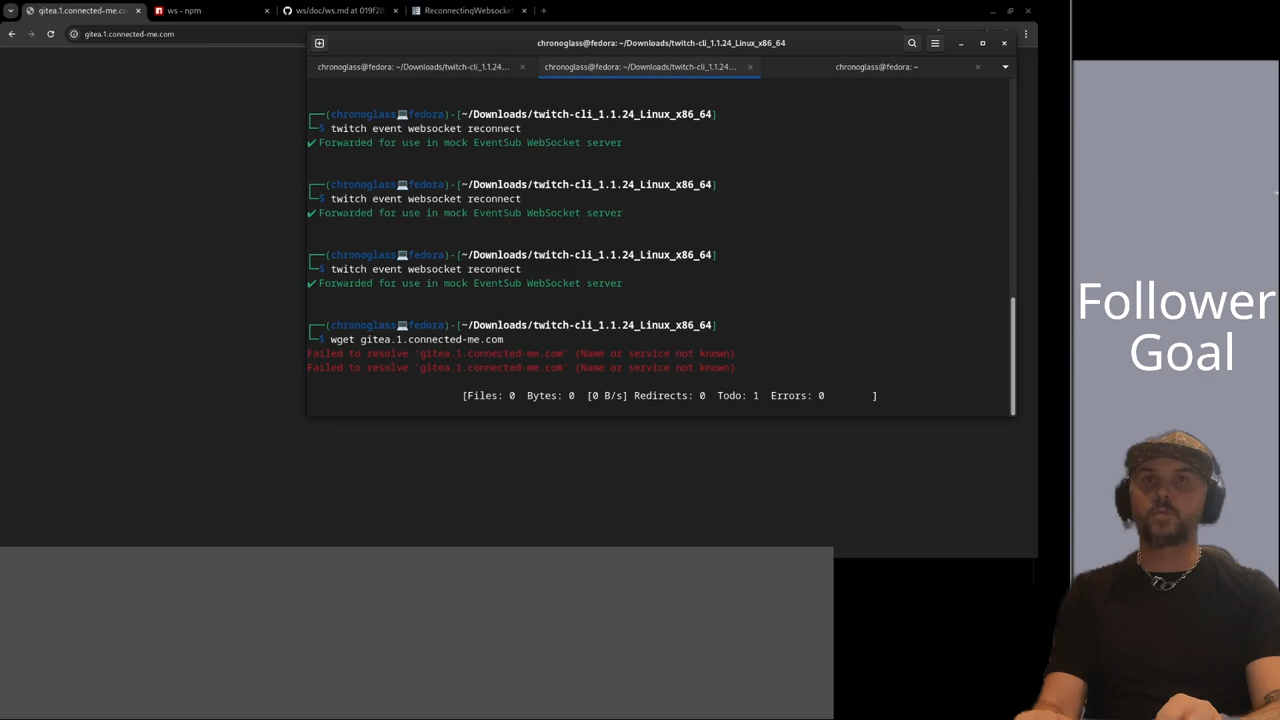 gitea.1.connected-me.co
ws - npm
ws/doc/ws.md at 019f28
ReconnectingWebsocke
gitea.1.connected-me.com
chronoglass@fedora: ~/Downloads/twitch-cli_1.1.24_Linux_x86_64
chronoglass@fedora: ~/Downloads/twitch-cli_1.1.24...
chronoglass@fedora: ~/Downloads/twitch-cli_1.1.24...
chronoglass@fedora: ~
(chronoglass💻fedora)-[~/Downloads/twitch-cli_1.1.24_Linux_x86_64]
$ twitch event websocket reconnect
✔ Forwarded for use in mock EventSub WebSocket server
(chronoglass💻fedora)-[~/Downloads/twitch-cli_1.1.24_Linux_x86_64]
$ twitch event websocket reconnect
✔ Forwarded for use in mock EventSub WebSocket server
(chronoglass💻fedora)-[~/Downloads/twitch-cli_1.1.24_Linux_x86_64]
$ twitch event websocket reconnect
✔ Forwarded for use in mock EventSub WebSocket server
(chronoglass💻fedora)-[~/Downloads/twitch-cli_1.1.24_Linux_x86_64]
$ wget gitea.1.connected-me.com
Failed to resolve 'gitea.1.connected-me.com' (Name or service not known)
Failed to resolve 'gitea.1.connected-me.com' (Name or service not known)
[Files: 0 Bytes: 0 [0 B/s] Redirects: 0 Todo: 1 Errors: 0 ]
Follower
Goal